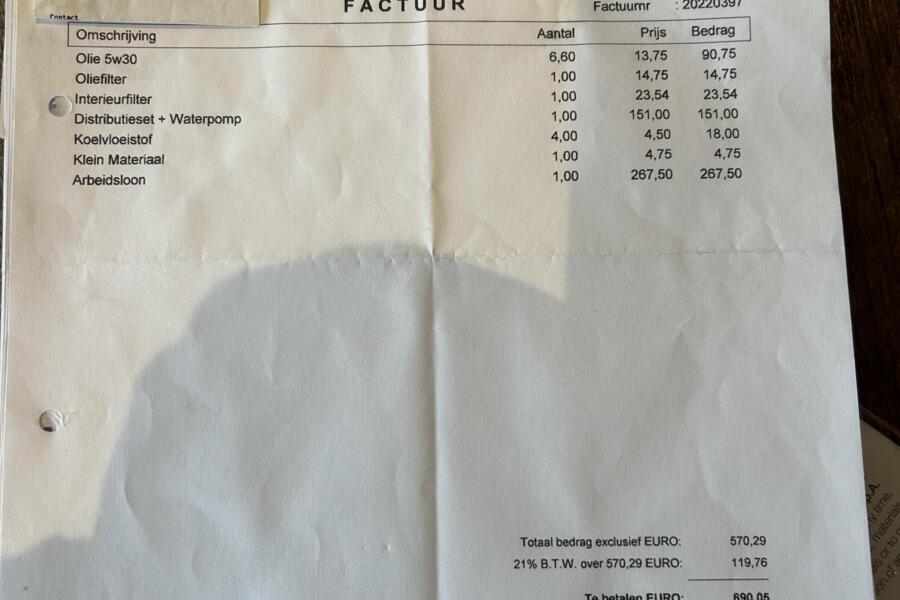 FACTUUR
Factuurnr : 20220397
Contact
Omschrijving Aantal Prijs Bedrag
Olie 5w30 6,60 13,75 90,75
Oliefilter 1,00 14,75 14,75
Interieurfilter 1,00 23,54 23,54
Distributieset + Waterpomp 1,00 151,00 151,00
Koelvloeistof 4,00 4,50 18,00
Klein Materiaal 1,00 4,75 4,75
Arbeidsloon 1,00 267,50 267,50
Totaal bedrag exclusief EURO: 570,29
21% B.T.W. over 570,29 EURO: 119,76
Te betalen EURO: 690,05